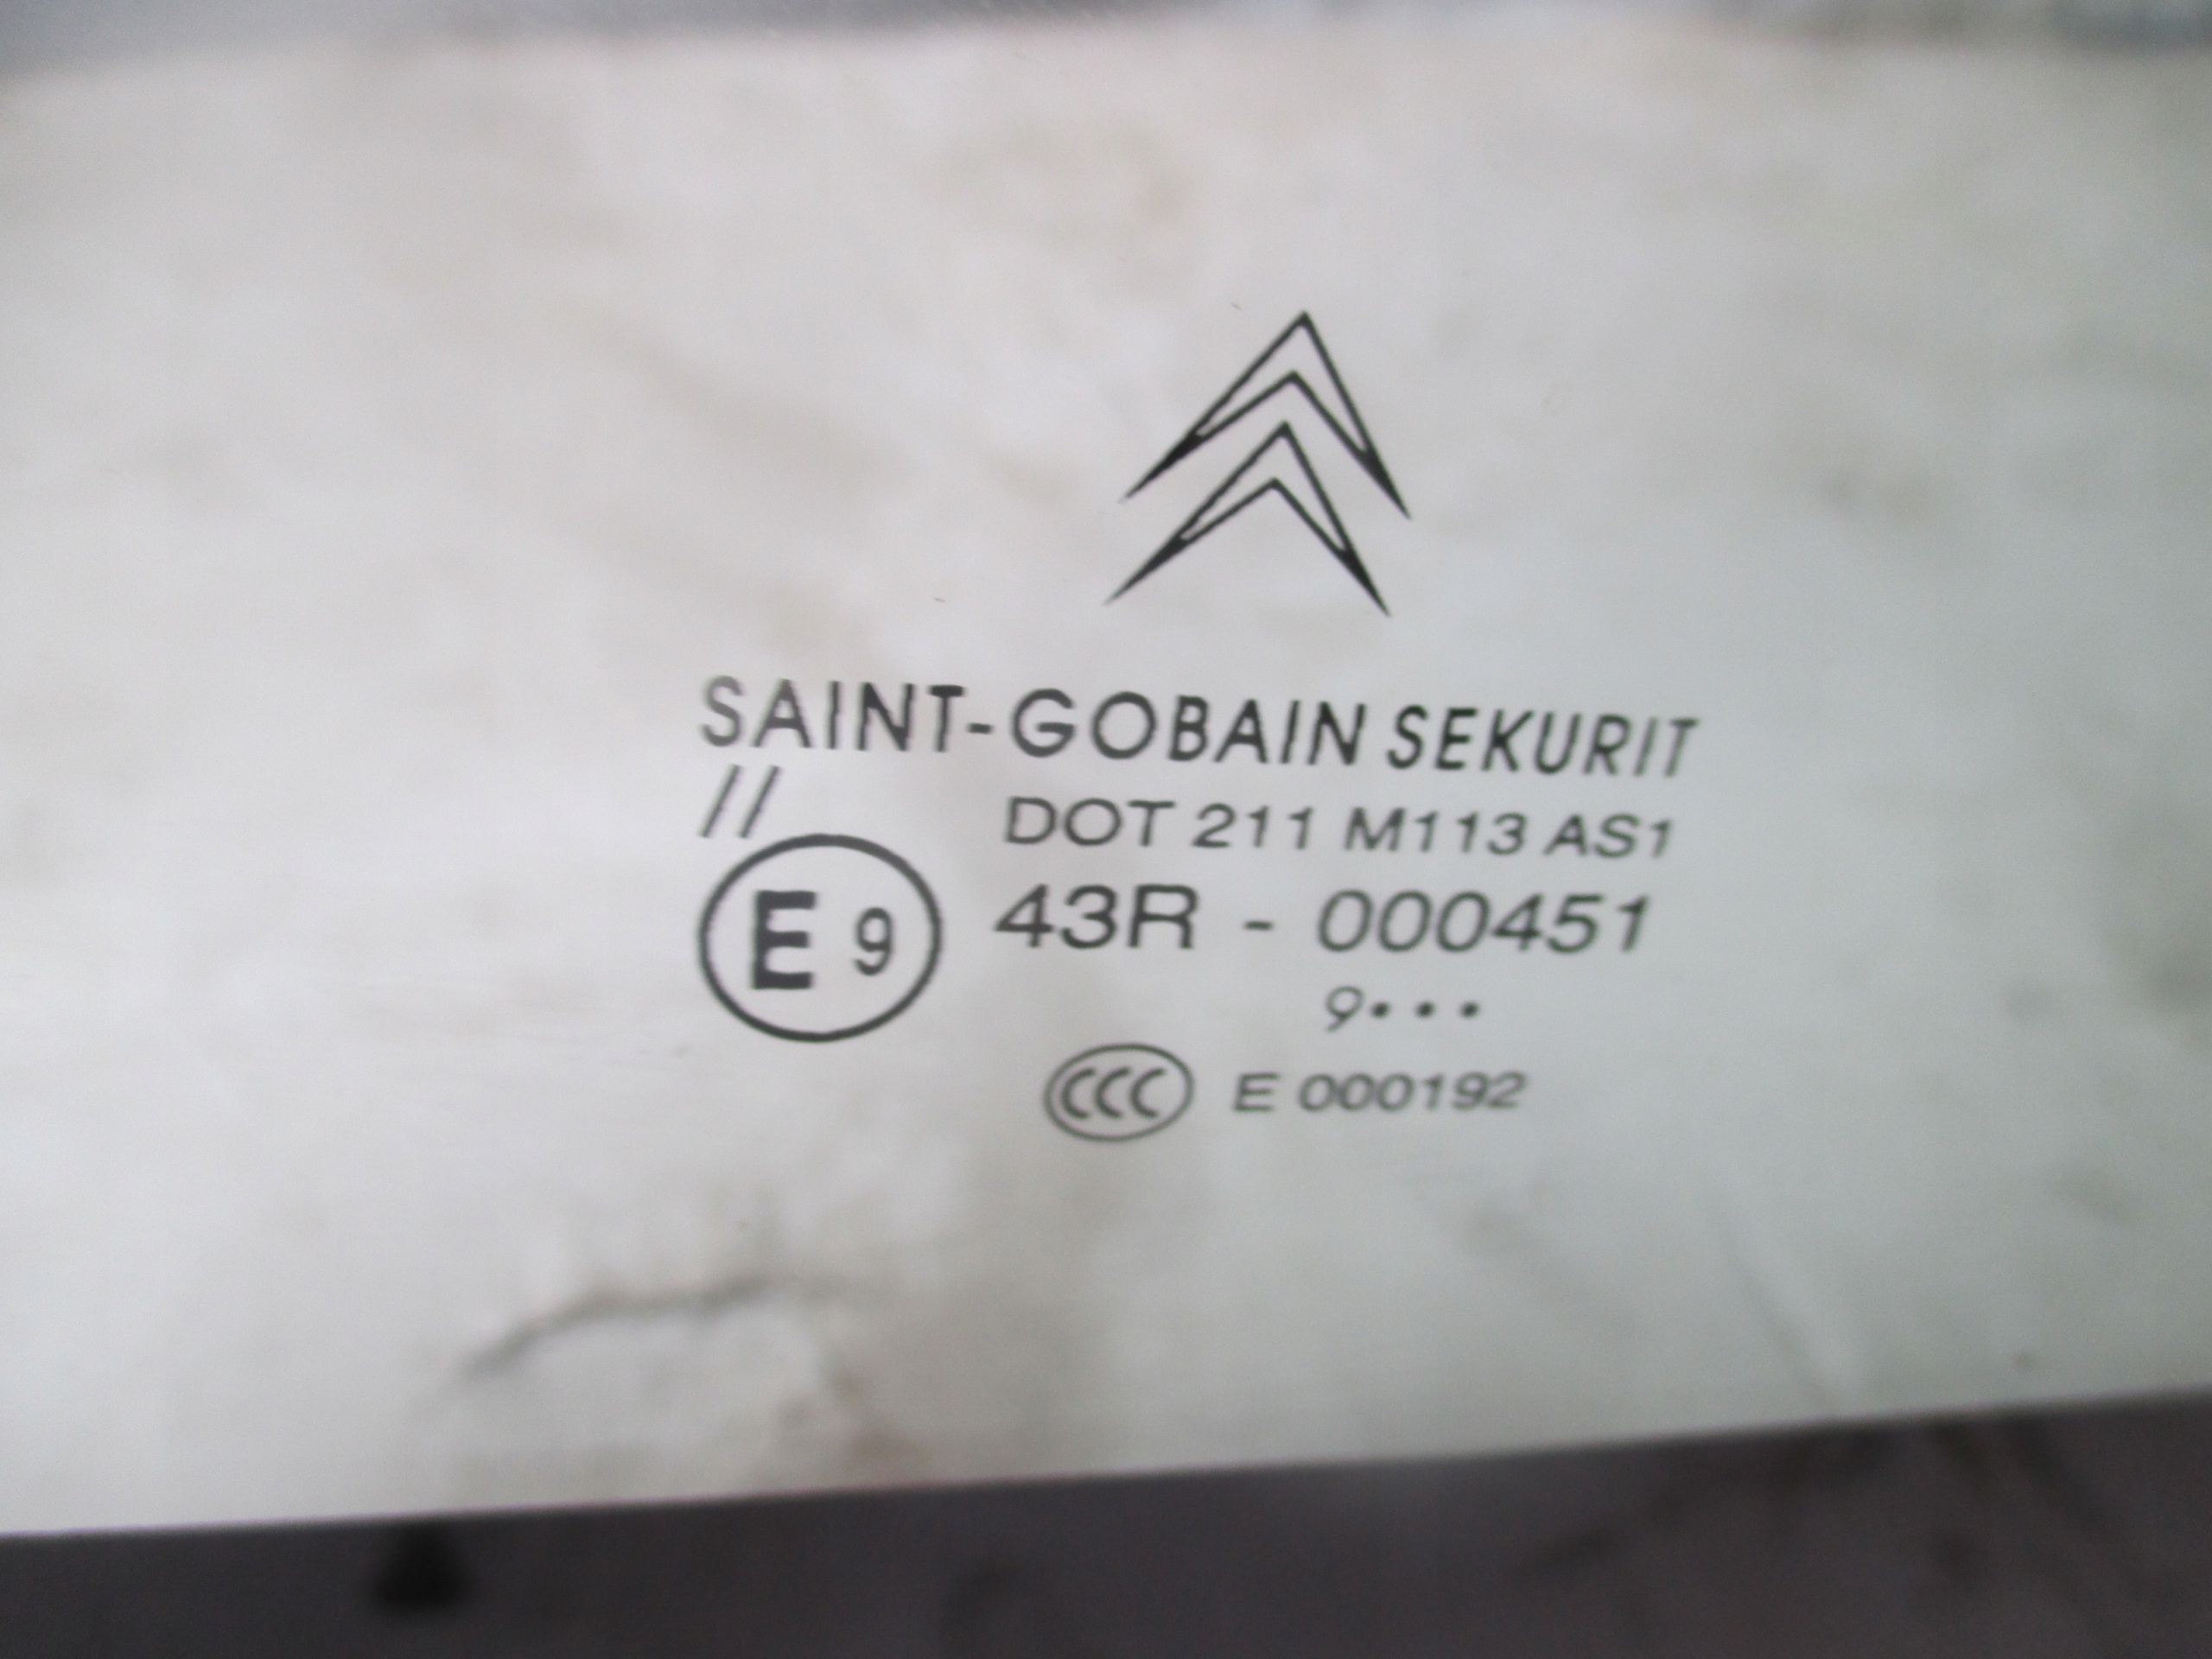 SAINT-GOBAIN SEKURIT
//
DOT 211 M113 AS1
E 9
43R - 000451
9•••
CCC E 000192